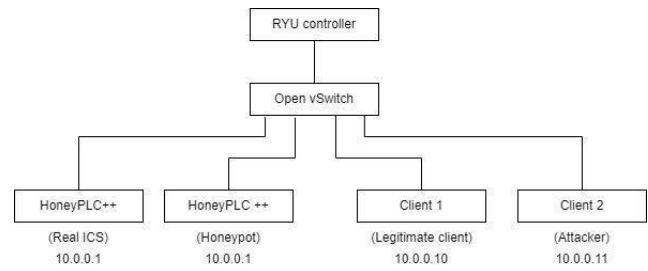 RYU controller
Open vSwitch
HoneyPLC++
HoneyPLC ++
Client 1
Client 2
(Real ICS)
(Honeypot)
(Legitimate client)
(Attacker)
10.0.0.1
10.0.0.1
10.0.0.10
10.0.0.11